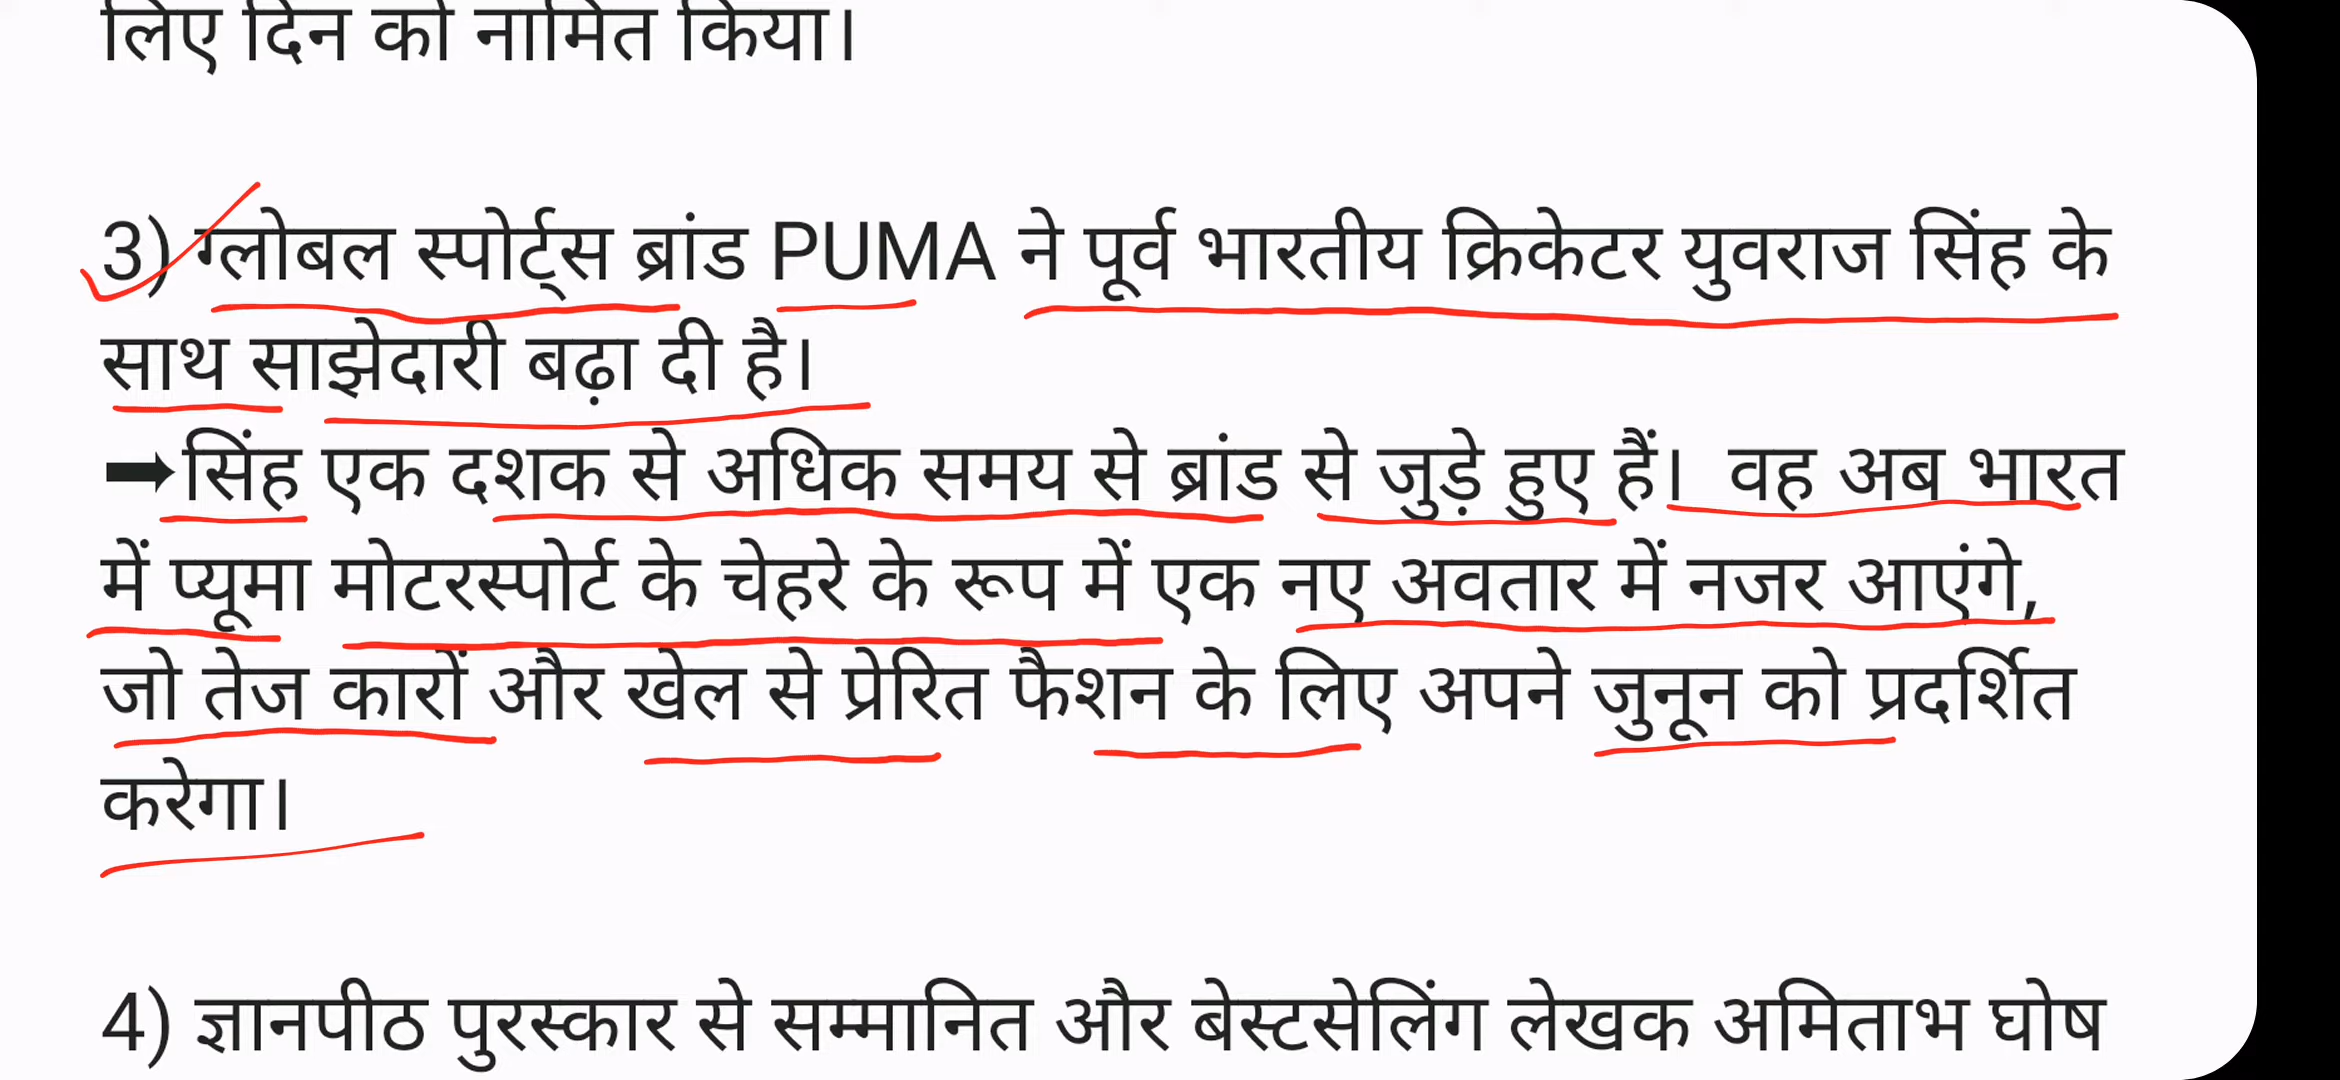 लिए दिन को नामित किया।
3) ग्लोबल स्पोर्ट्स ब्रांड PUMA ने पूर्व भारतीय क्रिकेटर युवराज सिंह के
साथ साझेदारी बढ़ा दी है।
➡सिंह एक दशक से अधिक समय से ब्रांड से जुड़े हुए हैं। वह अब भारत
में प्यूमा मोटरस्पोर्ट के चेहरे के रूप में एक नए अवतार में नजर आएंगे,
जो तेज कारों और खेल से प्रेरित फैशन के लिए अपने जुनून को प्रदर्शित
करेगा।
4) ज्ञानपीठ पुरस्कार से सम्मानित और बेस्टसेलिंग लेखक अमिताभ घोष